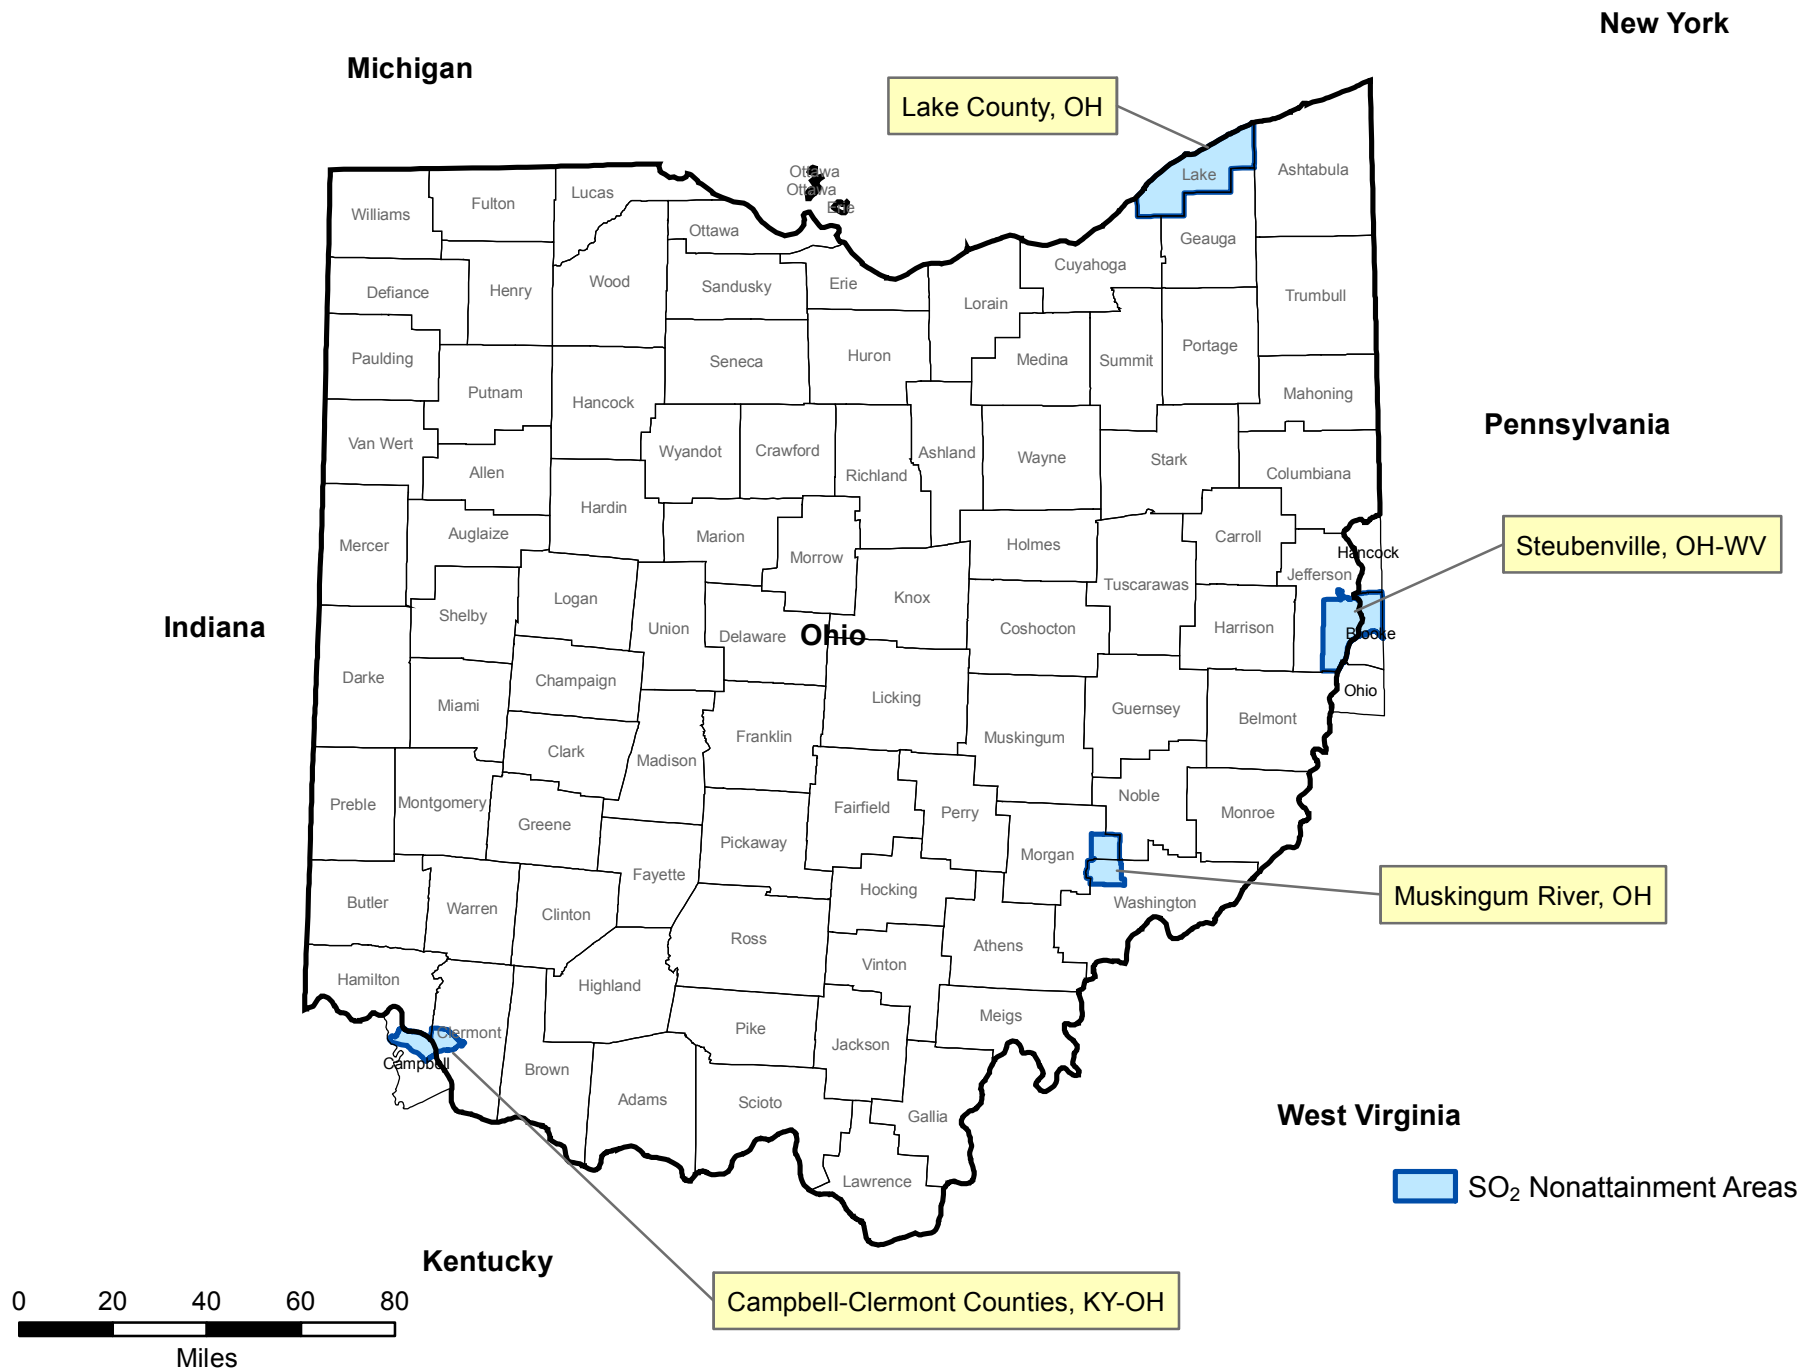 New York
Michigan
Lake County, OH
Ottawa
Ottawa
Erie
Lake
Ashtabula
Williams
Fulton
Lucas
Ottawa
Geauga
Cuyahoga
Defiance
Henry
Wood
Sandusky
Erie
Lorain
Trumbull
Paulding
Putnam
Hancock
Seneca
Huron
Medina
Summit
Portage
Mahoning
Pennsylvania
Van Wert
Allen
Wyandot
Crawford
Richland
Ashland
Wayne
Stark
Columbiana
Mercer
Auglaize
Hardin
Marion
Morrow
Holmes
Carroll
Hancock
Jefferson
Steubenville, OH-WV
Indiana
Shelby
Logan
Union
Delaware
Ohio
Knox
Coshocton
Tuscarawas
Harrison
Brooke
Darke
Miami
Champaign
Licking
Guernsey
Belmont
Ohio
Clark
Madison
Franklin
Muskingum
Preble
Montgomery
Greene
Fairfield
Perry
Noble
Monroe
Pickaway
Fayette
Morgan
Muskingum River, OH
Butler
Warren
Clinton
Hocking
Washington
Ross
Athens
Hamilton
Highland
Vinton
Clermont
Campbell
Pike
Jackson
Meigs
Brown
Adams
Scioto
Gallia
West Virginia
Lawrence
SO₂ Nonattainment Areas
Kentucky
Campbell-Clermont Counties, KY-OH
0 20 40 60 80
Miles